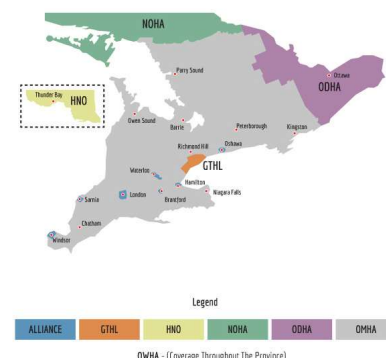 NOHA
Parry Sound
Ottawa
ODHA
Thunder Bay
HNO
Owen Sound
Barrie
Peterborough
Kingston
Richmond Hill
Oshawa
GTHL
Waterloo
Hamilton
London
Brantford
Niagara Falls
Sarnia
Chatham
Windsor
Legend
ALLIANCE
GTHL
HNO
NOHA
ODHA
OMHA
OWHA - (Coverage Throughout The Province)